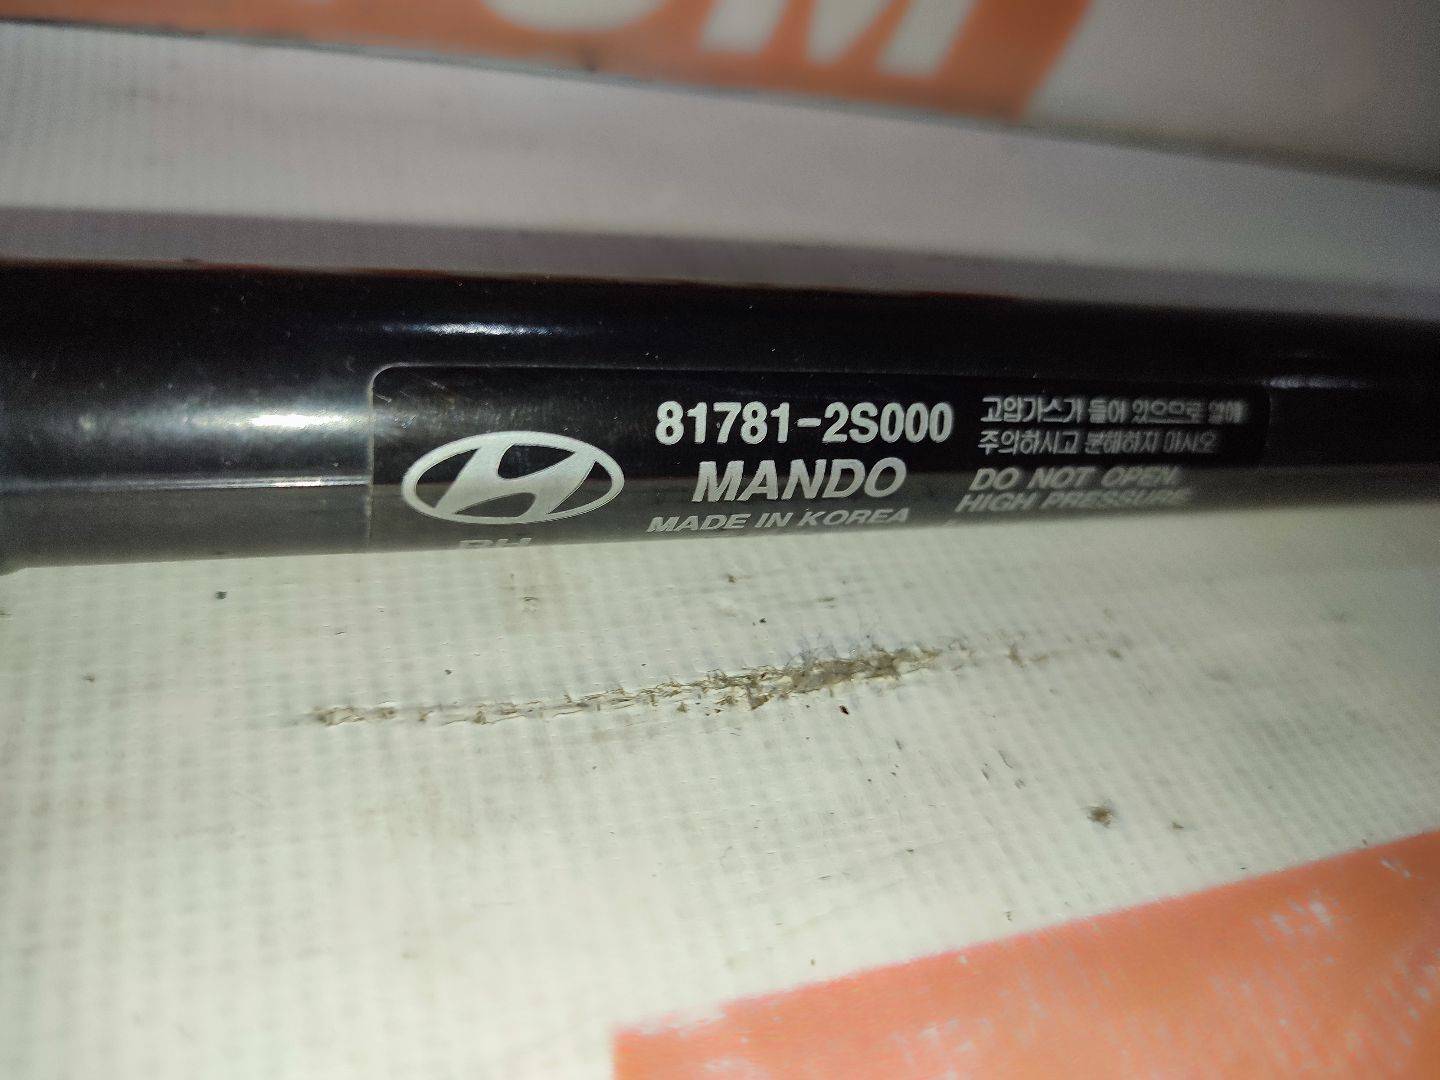 81781-2S000
MANDO
MADE IN KOREA
고압가스가 들어 있으므로 열에
주의하시고 분해하지 마시오
DO NOT OPEN.
HIGH PRESSURE.
RH